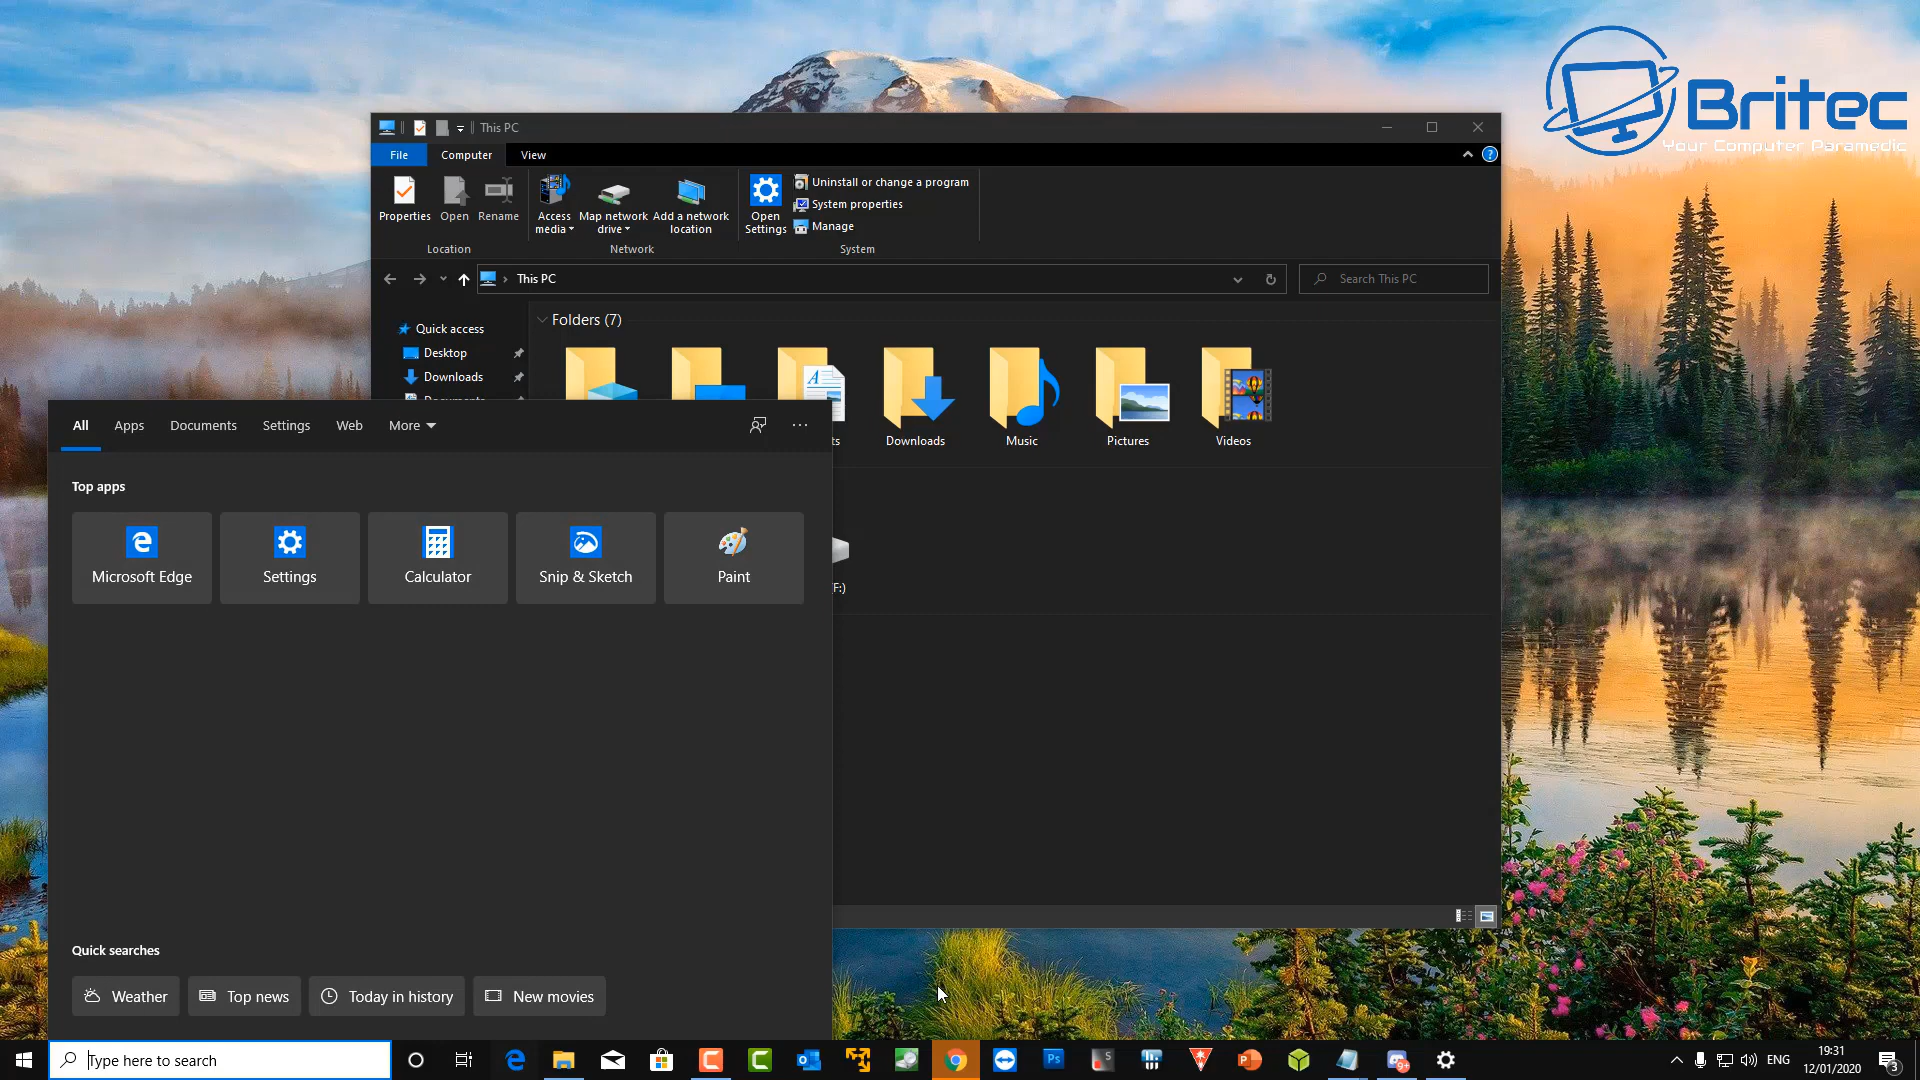 Britec
Your Computer Paramedic
This PC
File
Computer
View
Properties
Open
Rename
Access media
Map network drive
Add a network location
Open Settings
Uninstall or change a program
System properties
Manage
Location
Network
System
This PC
Search This PC
Quick access
Desktop
Downloads
Folders (7)
ts
Downloads
Music
Pictures
Videos
F:)
All
Apps
Documents
Settings
Web
More
Top apps
Microsoft Edge
Settings
Calculator
Snip & Sketch
Paint
Quick searches
Weather
Top news
Today in history
New movies
Type here to search
ENG
19:31
12/01/2020
3